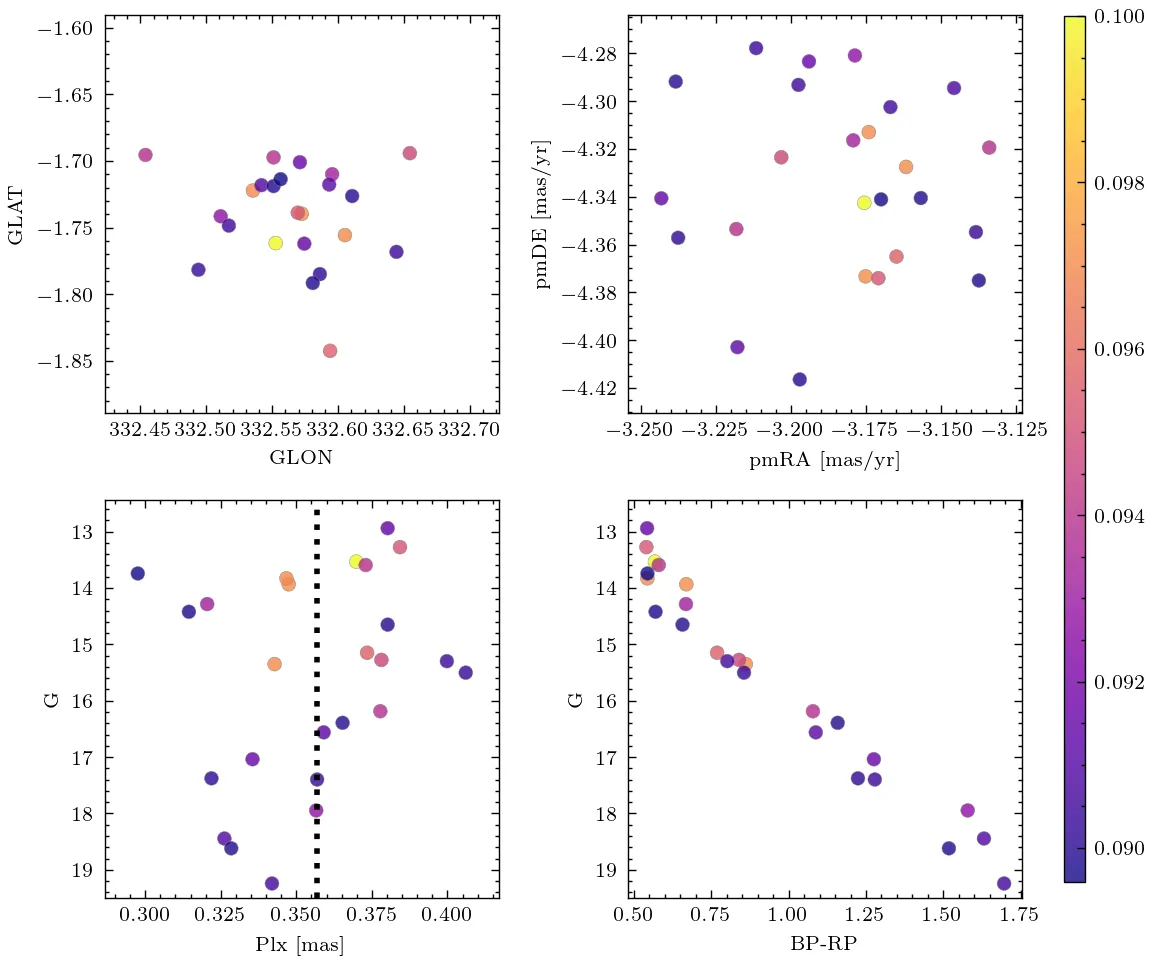 −1.60
−1.65
−1.70
−1.75
−1.80
−1.85
GLAT
332.45 332.50 332.55 332.60 332.65 332.70
GLON
−4.28
−4.30
−4.32
−4.34
−4.36
−4.38
−4.40
−4.42
pmDE [mas/yr]
−3.250 −3.225 −3.200 −3.175 −3.150 −3.125
pmRA [mas/yr]
13
14
15
16
17
18
19
G
0.300 0.325 0.350 0.375 0.400
Plx [mas]
13
14
15
16
17
18
19
G
0.50 0.75 1.00 1.25 1.50 1.75
BP-RP
0.100
0.098
0.096
0.094
0.092
0.090